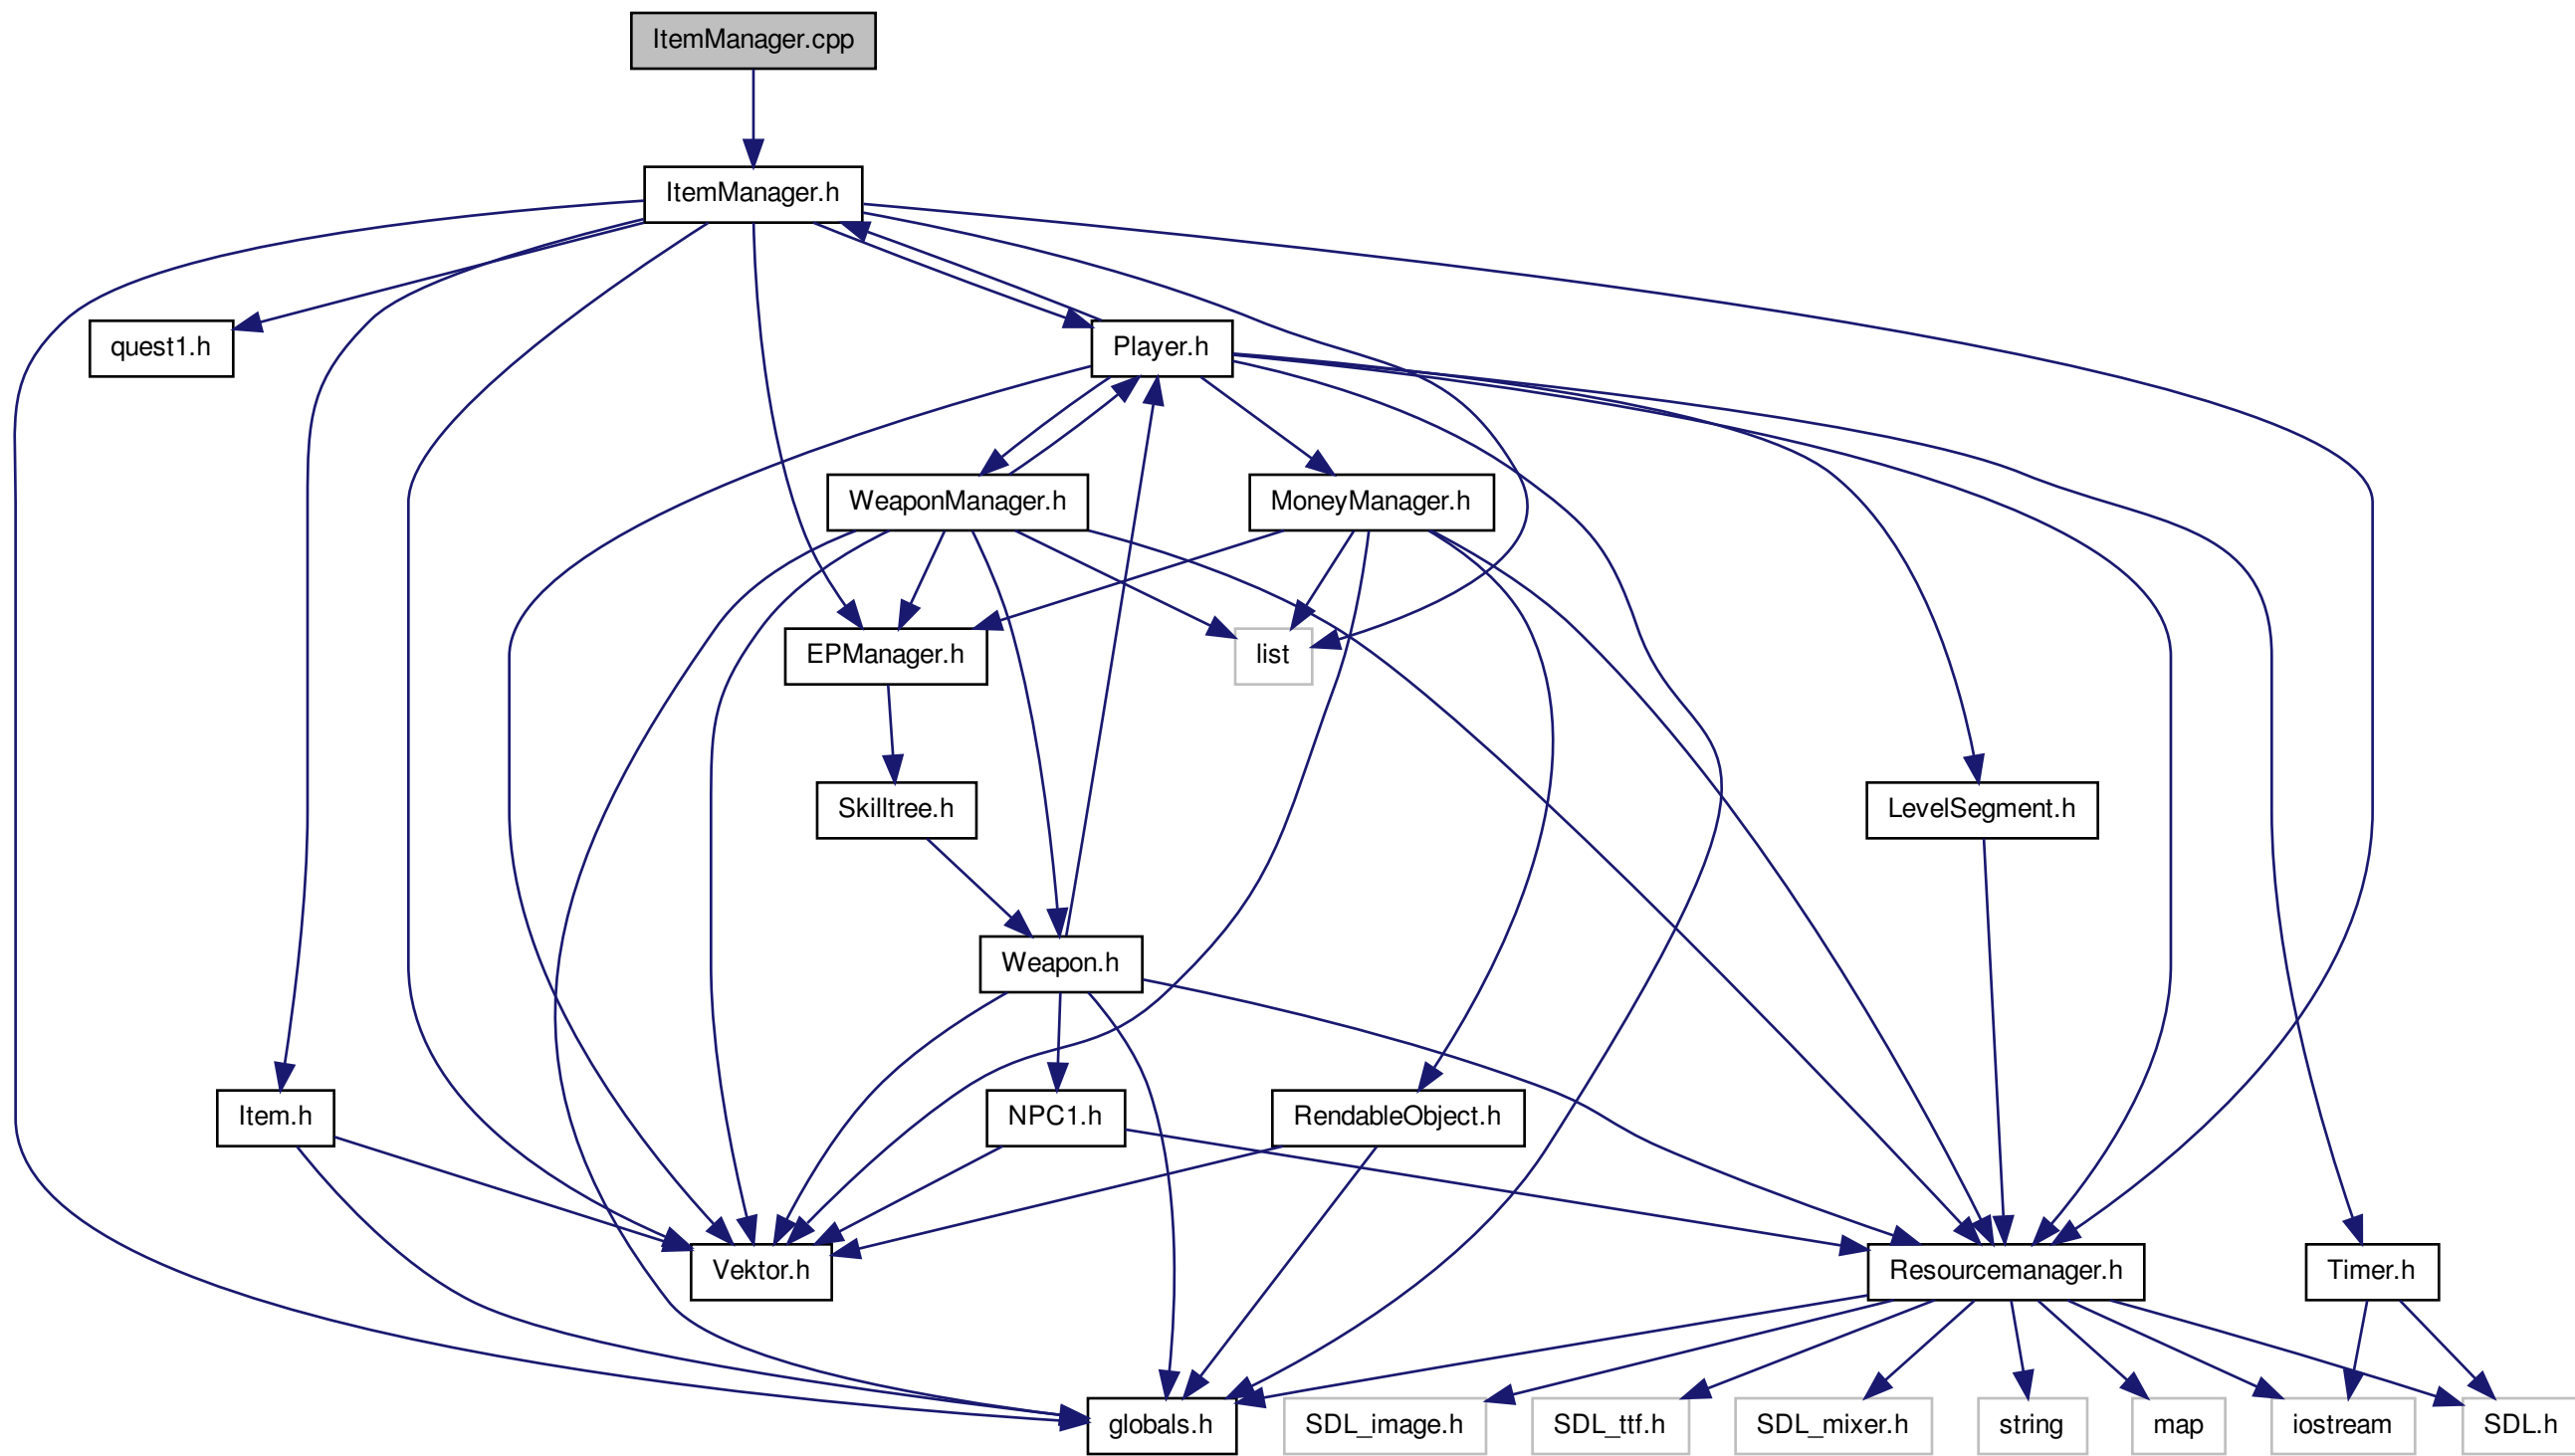 ItemManager.cpp
ItemManager.h
quest1.h
Player.h
WeaponManager.h
MoneyManager.h
EPManager.h
list
Skilltree.h
LevelSegment.h
Weapon.h
Item.h
NPC1.h
RendableObject.h
Vektor.h
Resourcemanager.h
Timer.h
globals.h
SDL_image.h
SDL_ttf.h
SDL_mixer.h
string
map
iostream
SDL.h